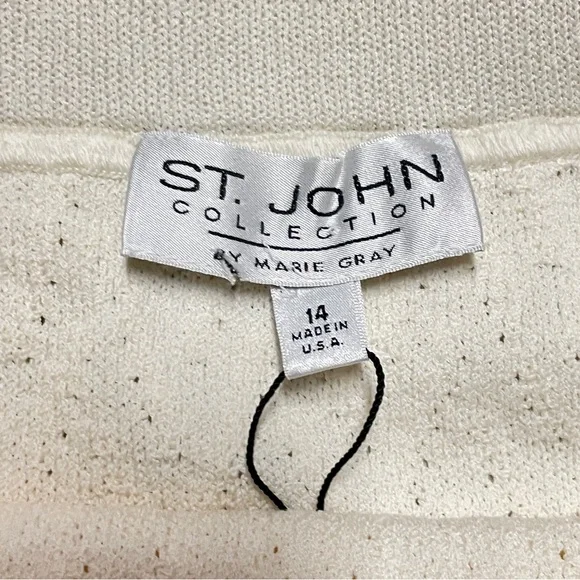 ST. JOHN
COLLECTION
BY MARIE GRAY
14
MADE IN
U.S.A.